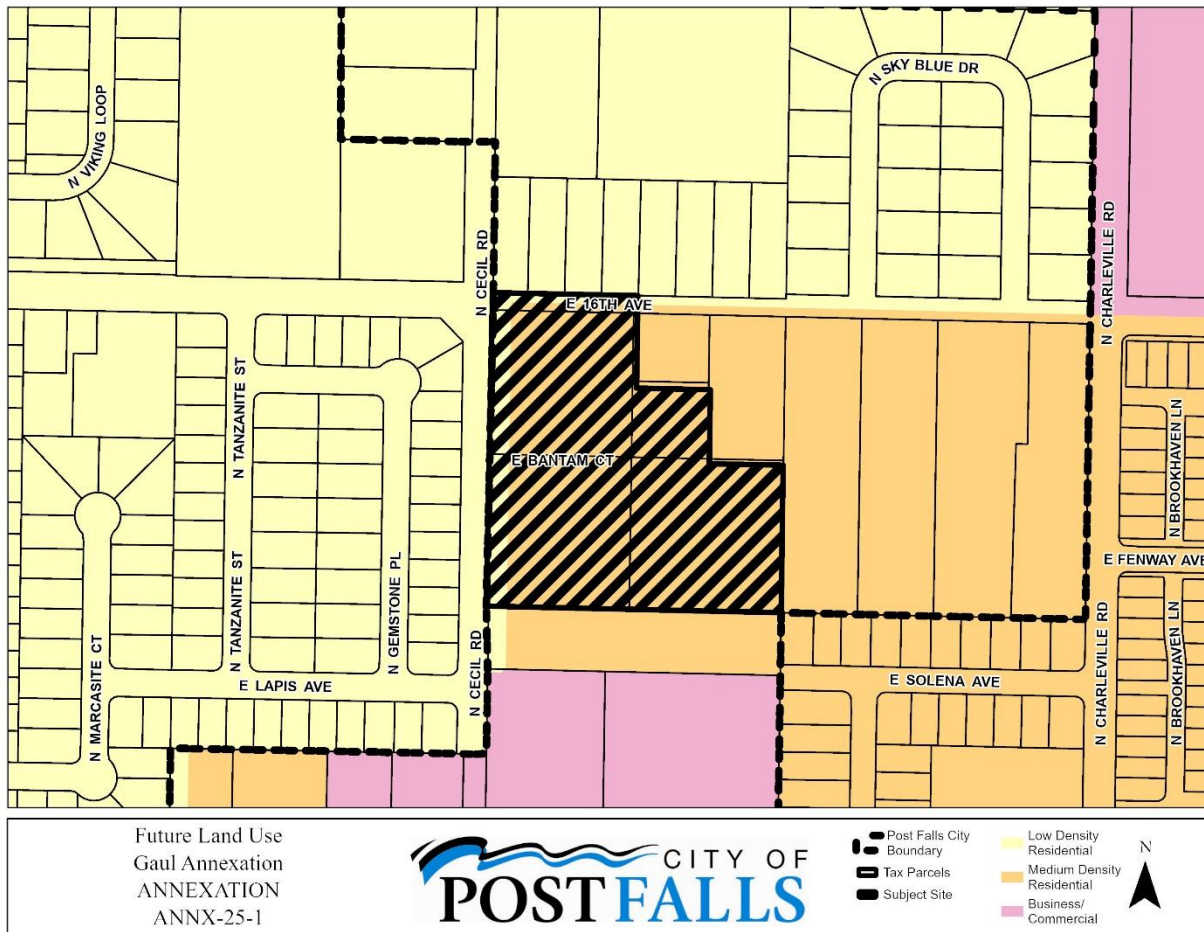 N SKY BLUE DR
N VIKING LOOP
N CECIL RD
N CHARLEVILLE RD
E 16TH AVE
N TANZANITE ST
N BROOKHAVEN LN
E BANTAM CT
E FENWAY AVE
N TANZANITE ST
N GEMSTONE PL
N CECIL RD
N CHARLEVILLE RD
N BROOKHAVEN LN
E LAPIS AVE
E SOLENA AVE
N MARCASITE CT
Future Land Use
Gaul Annexation
ANNEXATION
ANNX-25-1
CITY OF
POST FALLS
Post Falls City
Boundary
Tax Parcels
Subject Site
Low Density
Residential
Medium Density
Residential
Business/
Commercial
N